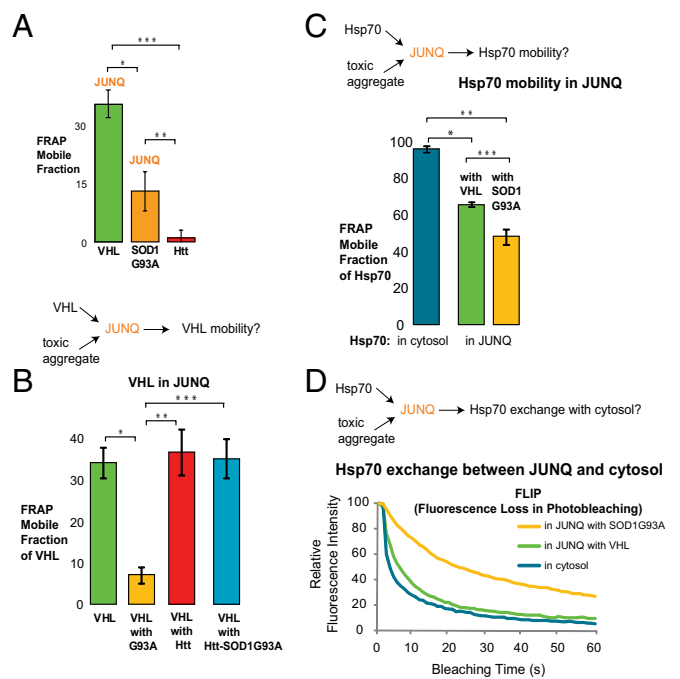 A
***
JUNQ
*
JUNQ
**
30
15
0
FRAP
Mobile
Fraction
VHL
SOD1
G93A
Htt
VHL
toxic
aggregate
JUNQ
VHL mobility?
B
VHL in JUNQ
***
*
**
40
30
20
10
0
FRAP
Mobile
Fraction
of VHL
VHL
VHL
with
G93A
VHL
with
Htt
VHL
with
Htt-SOD1G93A
C
Hsp70
toxic
aggregate
JUNQ
Hsp70 mobility?
Hsp70 mobility in JUNQ
**
*
***
100
80
60
40
20
0
with
VHL
with
SOD1
G93A
FRAP
Mobile
Fraction
of Hsp70
Hsp70: in cytosol in JUNQ
D
Hsp70
toxic
aggregate
JUNQ
Hsp70 exchange with cytosol?
Hsp70 exchange between JUNQ and cytosol
FLIP
(Fluorescence Loss in Photobleaching)
in JUNQ with SOD1G93A
in JUNQ with VHL
in cytosol
Relative
Fluorescence Intensity
100
80
60
40
20
0
0 10 20 30 40 50 60
Bleaching Time (s)